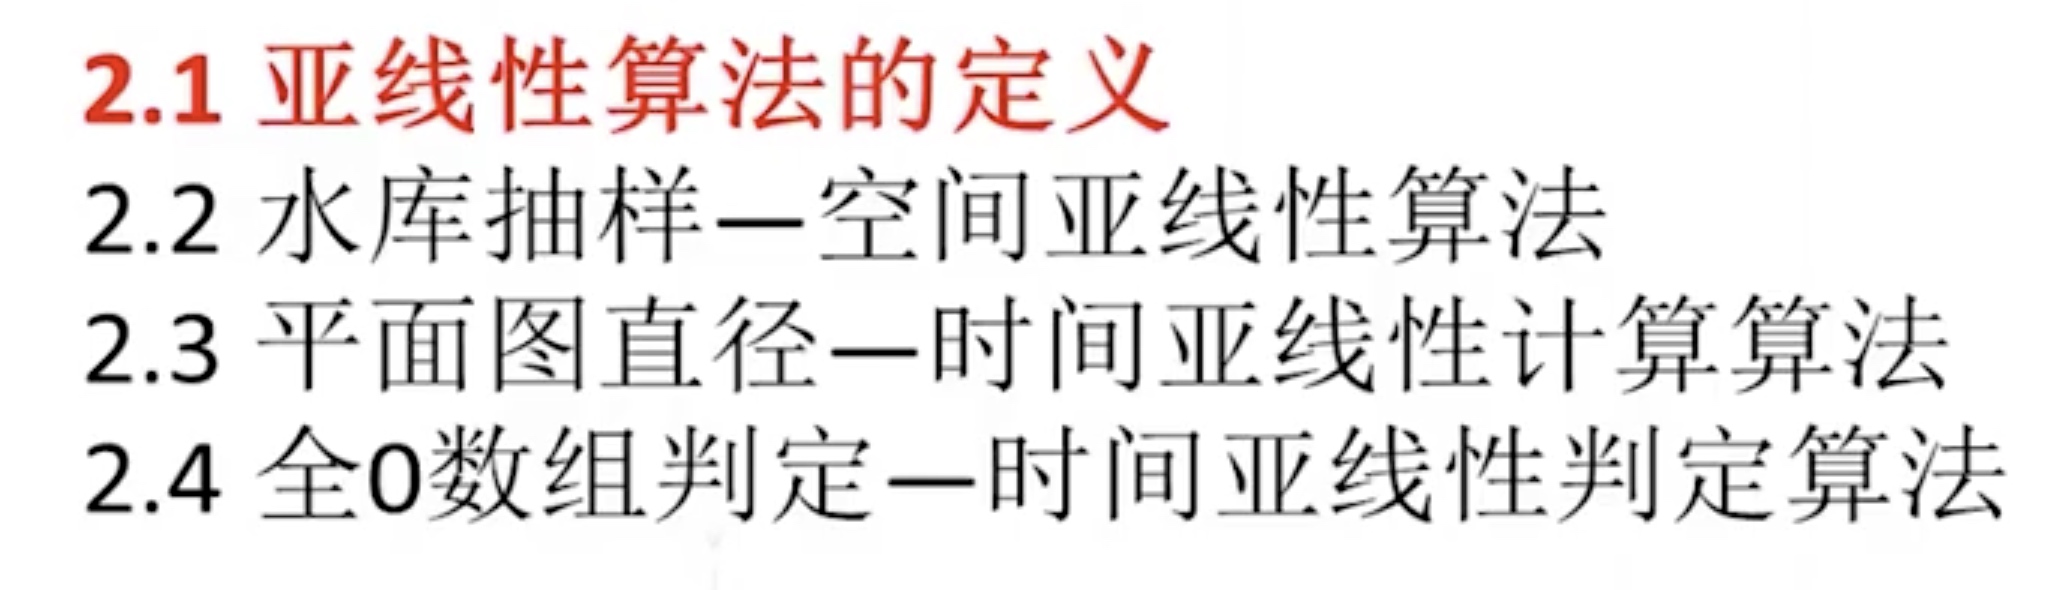 2.1 亚线性算法的定义
2.2 水库抽样—空间亚线性算法
2.3 平面图直径—时间亚线性计算算法
2.4 全0数组判定—时间亚线性判定算法